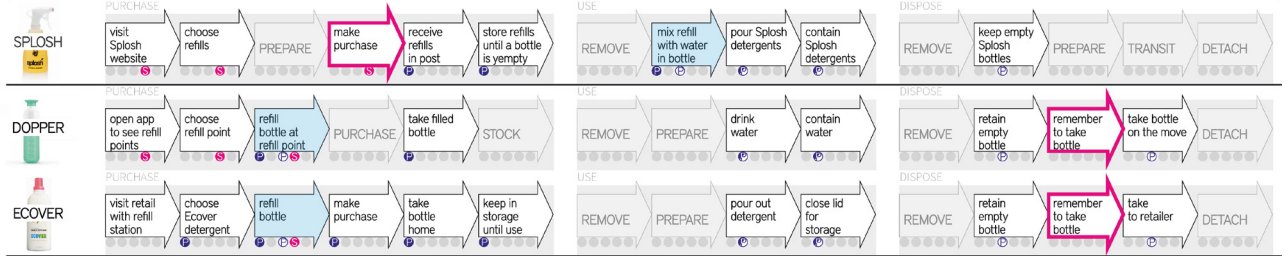 PURCHASE
USE
DISPOSE
SPLOSH
splosh
visit
Splosh
website
S
choose
refills
S
PREPARE
make
purchase
S
receive
refills
in post
P
store refills
until a bottle
is yempty
P
REMOVE
mix refill
with water
in bottle
P P
pour Splosh
detergents
P
contain
Splosh
detergents
P
REMOVE
keep empty
Splosh
bottles
P
PREPARE
TRANSIT
DETACH
PURCHASE
USE
DISPOSE
DOPPER
open app
to see refill
points
S
choose
refill point
S
refill
bottle at
refill point
P P S
PURCHASE
take filled
bottle
P
STOCK
REMOVE
PREPARE
drink
water
P
contain
water
P
REMOVE
retain
empty
bottle
P
remember
to take
bottle
take bottle
on the move
P
DETACH
PURCHASE
USE
DISPOSE
ECOVER
ECOVER
visit retail
with refill
station
choose
Ecover
detergent
P
refill
bottle
P P S
make
purchase
P
take
bottle
home
P
keep in
storage
until use
P
REMOVE
PREPARE
pour out
detergent
P
close lid
for
storage
P
REMOVE
retain
empty
bottle
P
remember
to take
bottle
take
to retailer
P
DETACH